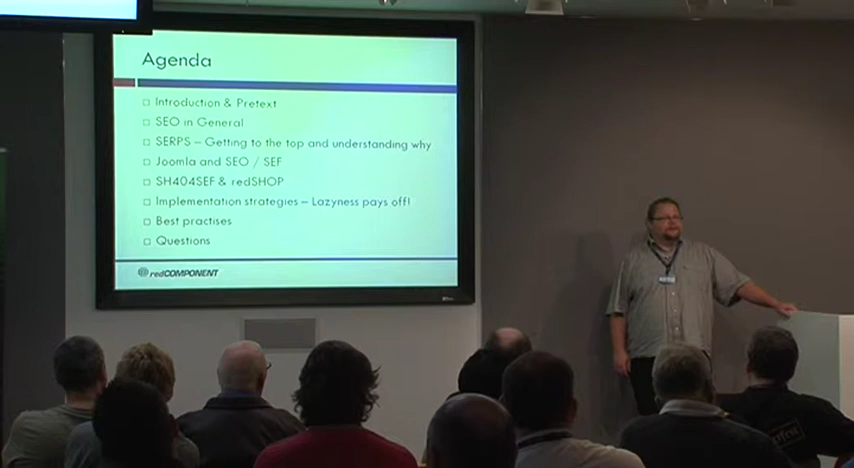 Agenda
Introduction & Pretext
SEO in General
SERPS – Getting to the top and understanding why
Joomla and SEO / SEF
SH404SEF & redSHOP
Implementation strategies – Lazyness pays off!
Best practises
Questions
redCOMPONENT